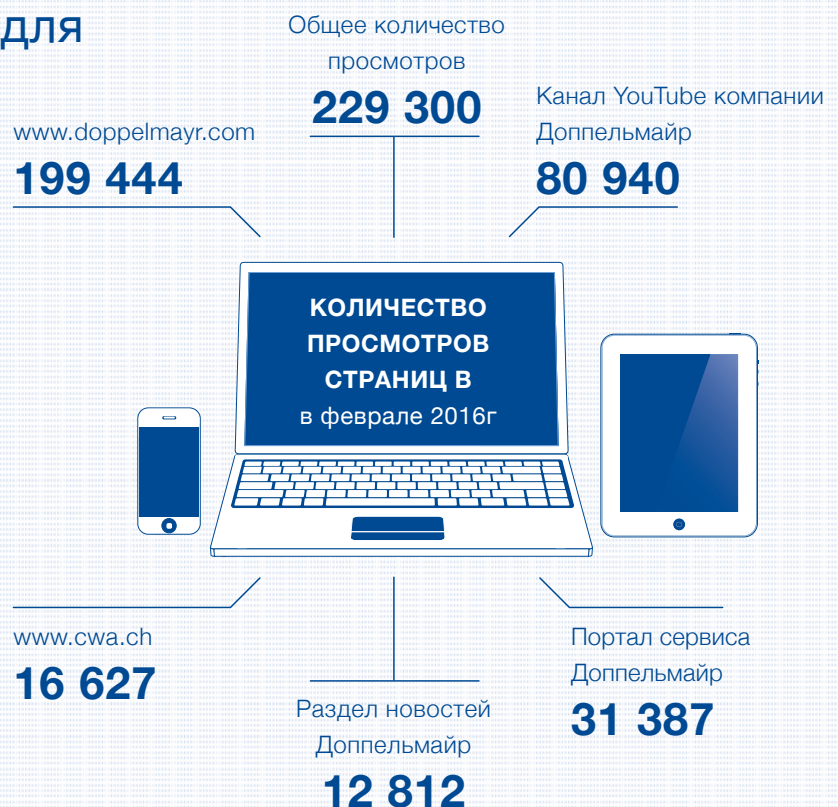 для
Общее количество
просмотров
229 300
www.doppelmayr.com
199 444
Канал YouTube компании
Доппельмайр
80 940
КОЛИЧЕСТВО
ПРОСМОТРОВ
СТРАНИЦ В
в феврале 2016г
www.cwa.ch
16 627
Раздел новостей
Доппельмайр
12 812
Портал сервиса
Доппельмайр
31 387